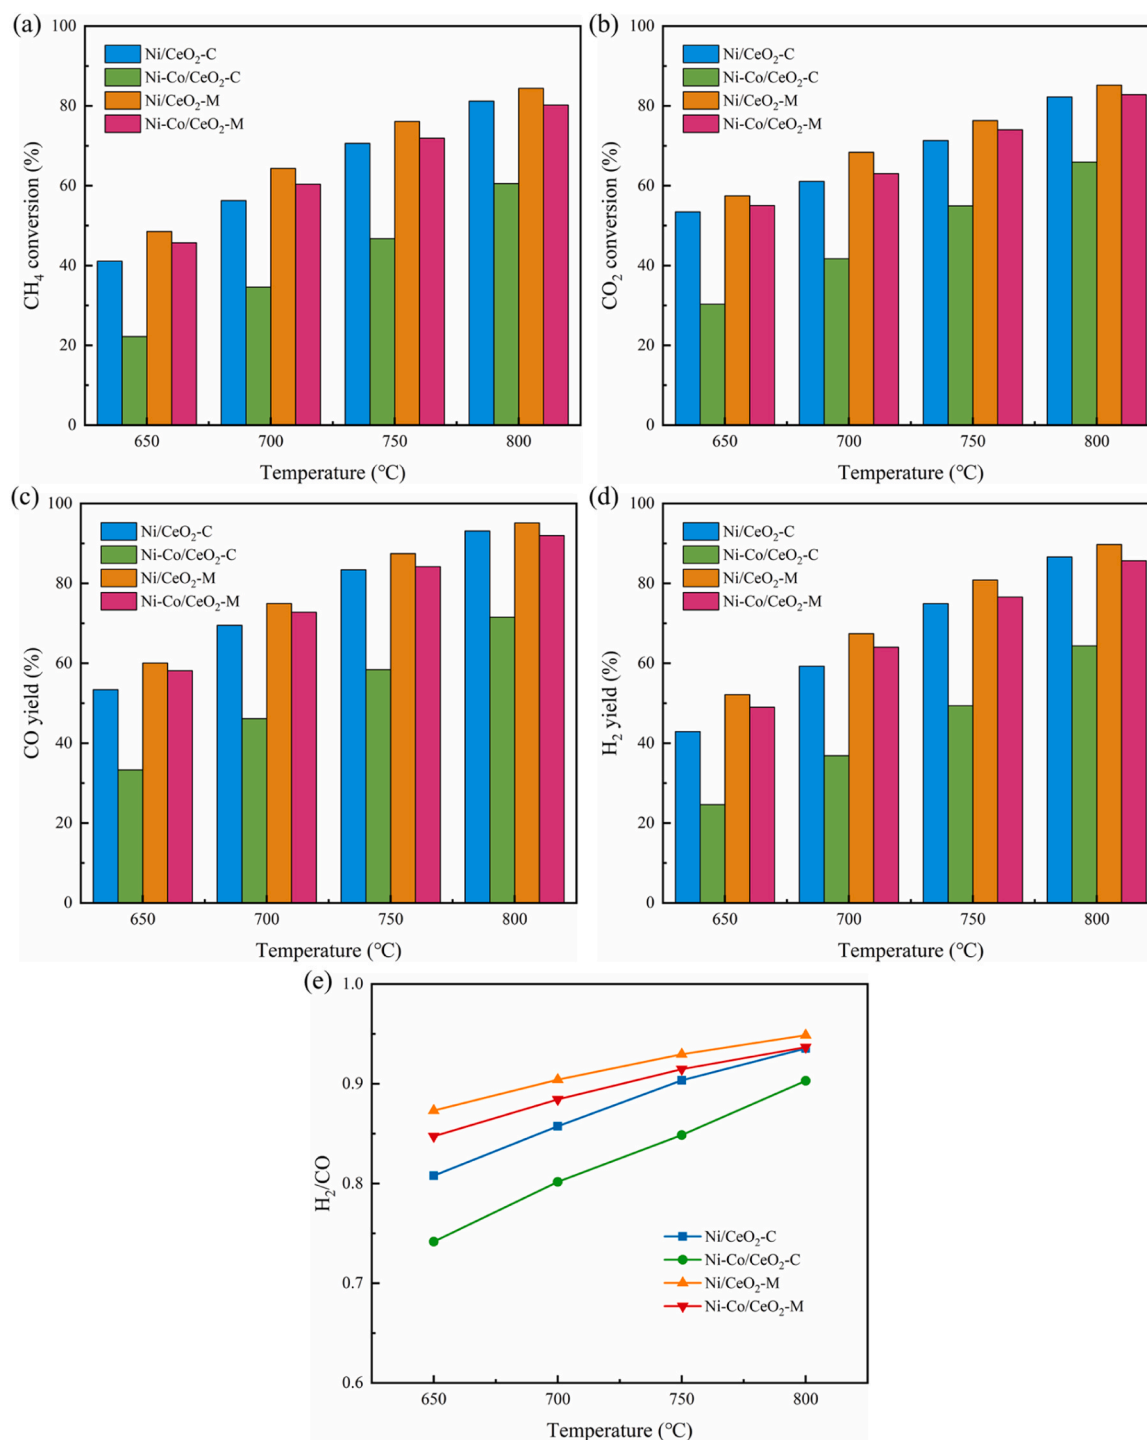 (a)
100
80
60
40
20
0
CH₄ conversion (%)
Ni/CeO₂-C
Ni-Co/CeO₂-C
Ni/CeO₂-M
Ni-Co/CeO₂-M
650 700 750 800
Temperature (°C)
(b)
100
80
60
40
20
0
CO₂ conversion (%)
Ni/CeO₂-C
Ni-Co/CeO₂-C
Ni/CeO₂-M
Ni-Co/CeO₂-M
650 700 750 800
Temperature (°C)
(c)
100
80
60
40
20
0
CO yield (%)
Ni/CeO₂-C
Ni-Co/CeO₂-C
Ni/CeO₂-M
Ni-Co/CeO₂-M
650 700 750 800
Temperature (°C)
(d)
100
80
60
40
20
0
H₂ yield (%)
Ni/CeO₂-C
Ni-Co/CeO₂-C
Ni/CeO₂-M
Ni-Co/CeO₂-M
650 700 750 800
Temperature (°C)
(e)
1.0
0.9
0.8
0.7
0.6
H₂/CO
Ni/CeO₂-C
Ni-Co/CeO₂-C
Ni/CeO₂-M
Ni-Co/CeO₂-M
650 700 750 800
Temperature (°C)